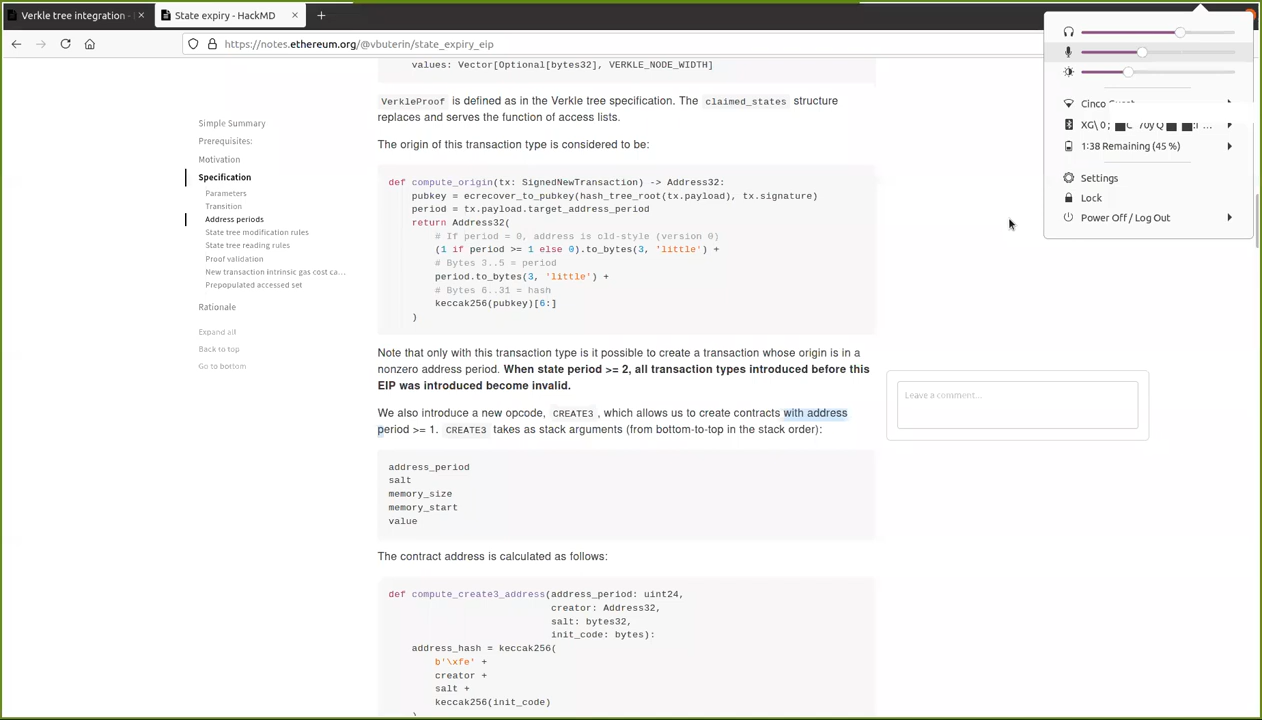 Verkle tree integration -
State expiry - HackMD
https://notes.ethereum.org/@vbuterin/state_expiry_eip
values: Vector[Optional[bytes32], VERKLE_NODE_WIDTH]
VerkleProof is defined as in the Verkle tree specification. The claimed_states structure
replaces and serves the function of access lists.
The origin of this transaction type is considered to be:
def compute_origin(tx: SignedNewTransaction) -> Address32:
pubkey = ecrecover_to_pubkey(hash_tree_root(tx.payload), tx.signature)
period = tx.payload.target_address_period
return Address32(
# If period = 0, address is old-style (version 0)
(1 if period >= 1 else 0).to_bytes(3, 'little') +
# Bytes 3..5 = period
period.to_bytes(3, 'little') +
# Bytes 6..31 = hash
keccak256(pubkey)[6:]
)
Note that only with this transaction type is it possible to create a transaction whose origin is in a
nonzero address period. When state period >= 2, all transaction types introduced before this
EIP was introduced become invalid.
We also introduce a new opcode, CREATE3, which allows us to create contracts with address
period >= 1. CREATE3 takes as stack arguments (from bottom-to-top in the stack order):
address_period
salt
memory_size
memory_start
value
The contract address is calculated as follows:
def compute_create3_address(address_period: uint24,
creator: Address32,
salt: bytes32,
init_code: bytes):
address_hash = keccak256(
b'\xfe' +
creator +
salt +
keccak256(init_code)
Simple Summary
Prerequisites:
Motivation
Specification
Parameters
Transition
Address periods
State tree modification rules
State tree reading rules
Proof validation
New transaction intrinsic gas cost ca...
Prepopulated accessed set
Rationale
Expand all
Back to top
Go to bottom
Leave a comment...
Cinco
1:38 Remaining (45 %)
Settings
Lock
Power Off / Log Out